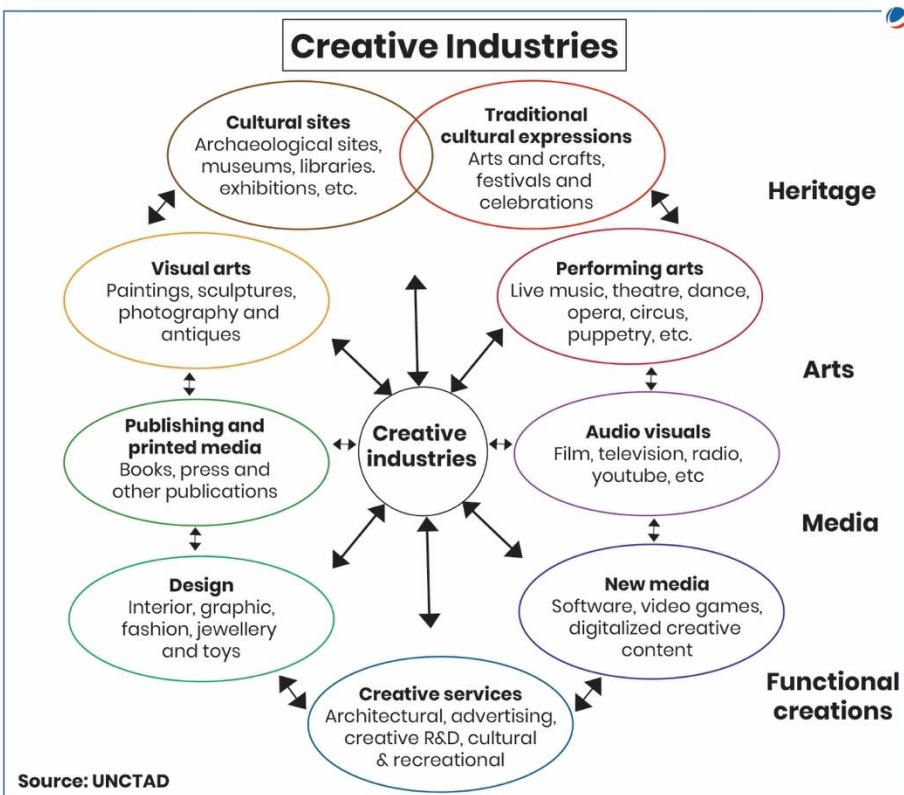 Creative Industries
Cultural sites
Archaeological sites,
museums, libraries.
exhibitions, etc.
Traditional
cultural expressions
Arts and crafts,
festivals and
celebrations
Heritage
Visual arts
Paintings, sculptures,
photography and
antiques
Performing arts
Live music, theatre, dance,
opera, circus,
puppetry, etc.
Arts
Publishing and
printed media
Books, press and
other publications
Creative
industries
Audio visuals
Film, television, radio,
youtube, etc
Media
Design
Interior, graphic,
fashion, jewellery
and toys
New media
Software, video games,
digitalized creative
content
Functional
creations
Creative services
Architectural, advertising,
creative R&D, cultural
& recreational
Source: UNCTAD